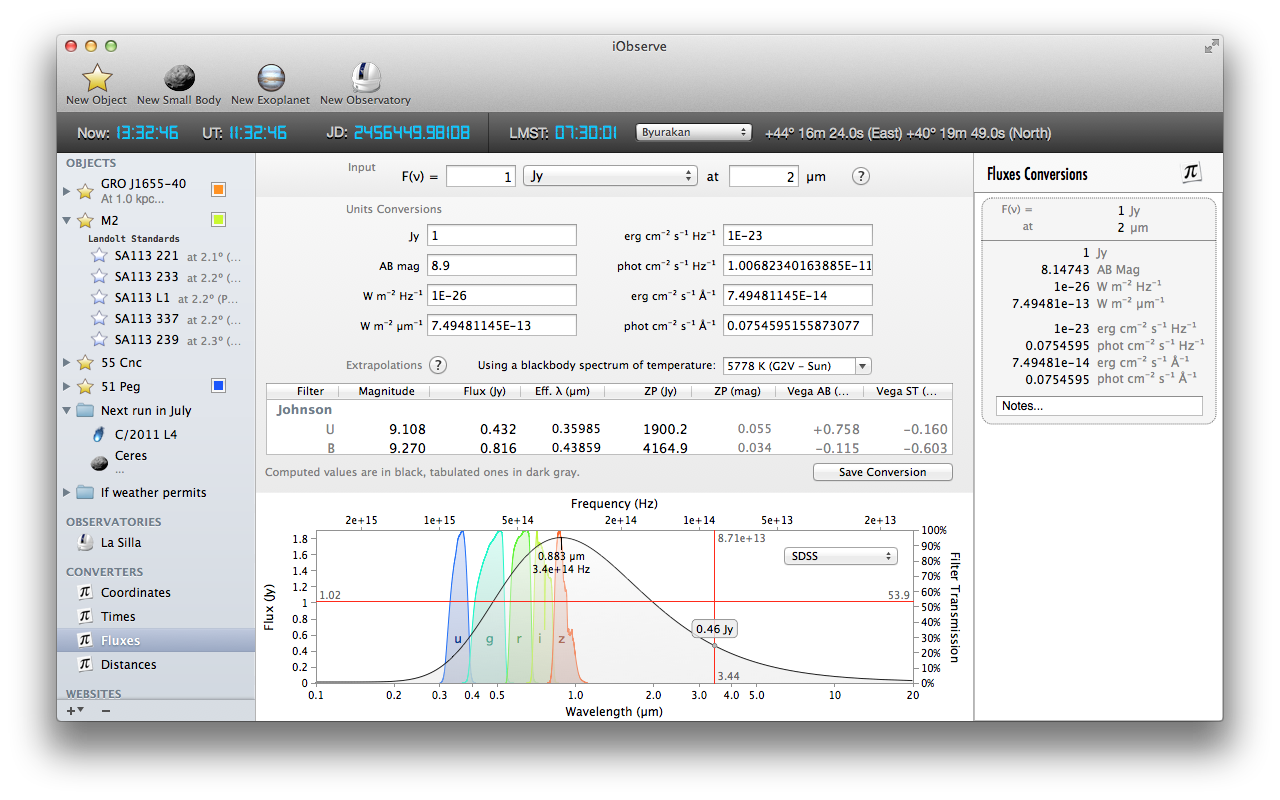 iObserve
New Object New Small Body New Exoplanet New Observatory
Now: 13:32:46 UT: 11:32:46 JD: 2456449.98108 LMST: 07:30:01 Byurakan +44° 16m 24.0s (East) +40° 19m 49.0s (North)
OBJECTS
GRO J1655-40
At 1.0 kpc...
M2
Landolt Standards
SA113 221 at 2.1° (...
SA113 233 at 2.2° (...
SA113 L1 at 2.2° (P...
SA113 337 at 2.2° (...
SA113 239 at 2.3° (...
55 Cnc
51 Peg
Next run in July
C/2011 L4
Ceres
...
If weather permits
OBSERVATORIES
La Silla
CONVERTERS
π Coordinates
π Times
π Fluxes
π Distances
WEBSITES
+ −
Input F(ν) = 1 Jy at 2 μm ?
Units Conversions
Jy 1 erg cm⁻² s⁻¹ Hz⁻¹ 1E-23
AB mag 8.9 phot cm⁻² s⁻¹ Hz⁻¹ 1.00682340163885E-11
W m⁻² Hz⁻¹ 1E-26 erg cm⁻² s⁻¹ Å⁻¹ 7.49481145E-14
W m⁻² μm⁻¹ 7.49481145E-13 phot cm⁻² s⁻¹ Å⁻¹ 0.0754595155873077
Extrapolations ? Using a blackbody spectrum of temperature: 5778 K (G2V - Sun)
Filter Magnitude Flux (Jy) Eff. λ (μm) ZP (Jy) ZP (mag) Vega AB (... Vega ST (...
Johnson
U 9.108 0.432 0.35985 1900.2 0.055 +0.758 −0.160
B 9.270 0.816 0.43859 4164.9 0.034 −0.115 −0.603
Computed values are in black, tabulated ones in dark gray. Save Conversion
Frequency (Hz)
2e+15 1e+15 5e+14 2e+14 1e+14 5e+13 2e+13
Flux (Jy)
1.8
1.6
1.4
1.2
1
0.8
0.6
0.4
0.2
0
8.71e+13
SDSS
0.883 μm
3.4e+14 Hz
1.02 53.9
0.46 Jy
u g r i z
3.44
100%
90%
80%
70%
60%
50%
40%
30%
20%
10%
0%
Filter Transmission
0.1 0.2 0.3 0.4 0.5 1.0 2.0 3.0 4.0 5.0 10 20
Wavelength (μm)
Fluxes Conversions π
F(ν) = 1 Jy
at 2 μm
1 Jy
8.14743 AB Mag
1e-26 W m⁻² Hz⁻¹
7.49481e-13 W m⁻² μm⁻¹
1e-23 erg cm⁻² s⁻¹ Hz⁻¹
0.0754595 phot cm⁻² s⁻¹ Hz⁻¹
7.49481e-14 erg cm⁻² s⁻¹ Å⁻¹
0.0754595 phot cm⁻² s⁻¹ Å⁻¹
Notes...